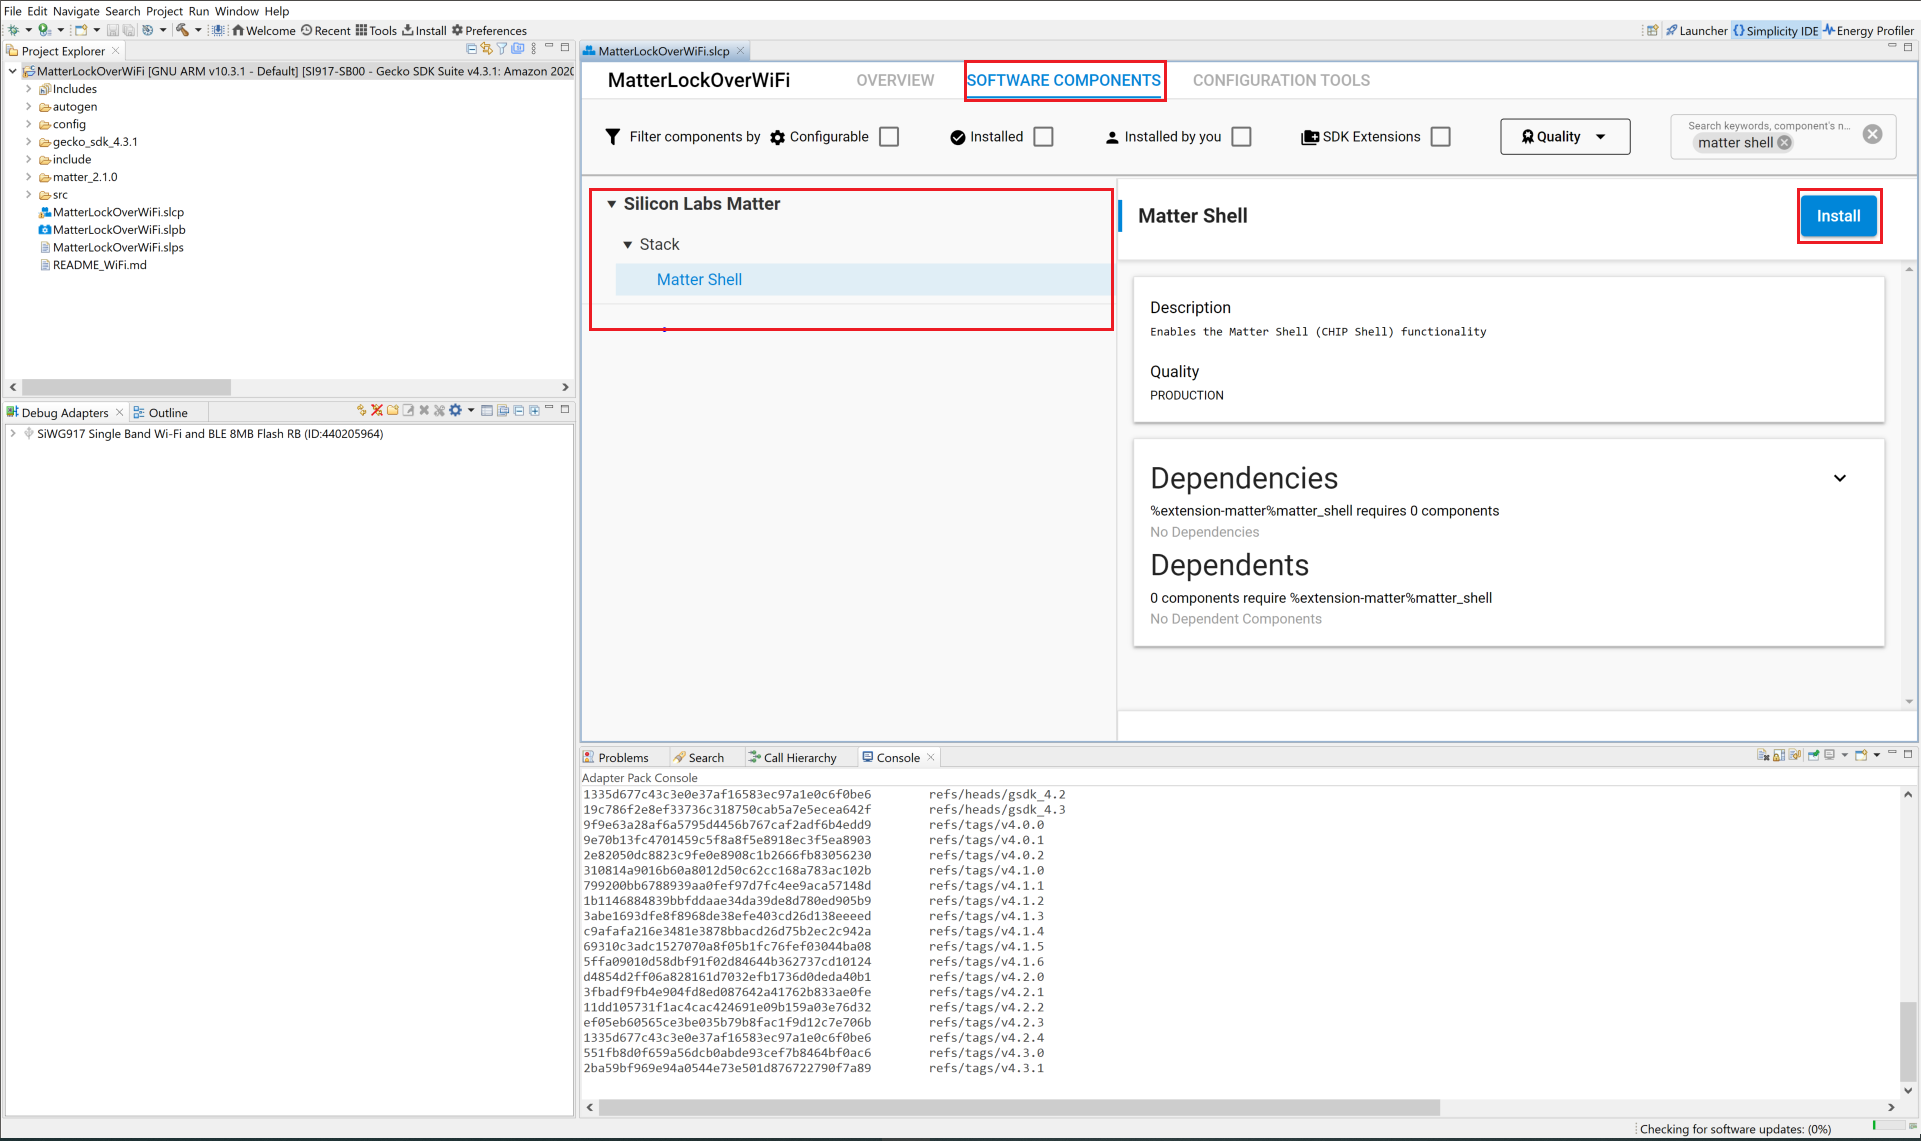 File Edit Navigate Search Project Run Window Help
Welcome Recent Tools Install Preferences
Launcher Simplicity IDE Energy Profiler
Project Explorer
MatterLockOverWiFi [GNU ARM v10.3.1 - Default] [SI917-SB00 - Gecko SDK Suite v4.3.1: Amazon 2020
Includes
autogen
config
gecko_sdk_4.3.1
include
matter_2.1.0
src
MatterLockOverWiFi.slcp
MatterLockOverWiFi.slpb
MatterLockOverWiFi.slps
README_WiFi.md
Debug Adapters
Outline
SiWG917 Single Band Wi-Fi and BLE 8MB Flash RB (ID:440205964)
MatterLockOverWiFi.slcp
MatterLockOverWiFi
OVERVIEW
SOFTWARE COMPONENTS
CONFIGURATION TOOLS
Filter components by
Configurable
Installed
Installed by you
SDK Extensions
Quality
Search keywords, component's n...
matter shell
Silicon Labs Matter
Stack
Matter Shell
Matter Shell
Install
Description
Enables the Matter Shell (CHIP Shell) functionality
Quality
PRODUCTION
Dependencies
%extension-matter%matter_shell requires 0 components
No Dependencies
Dependents
0 components require %extension-matter%matter_shell
No Dependent Components
Problems
Search
Call Hierarchy
Console
Adapter Pack Console
1335d677c43c3e0e37af16583ec97a1e0c6f0be6 refs/heads/gsdk_4.2
19c786f2e8ef33736c318750cab5a7e5ecea642f refs/heads/gsdk_4.3
9f9e63a28af6a5795d4456b767caf2adf6b4edd9 refs/tags/v4.0.0
9e70b13fc4701459c5f8a8f5e8918ec3f5ea8903 refs/tags/v4.0.1
2e82050dc8823c9fe0e8908c1b2666fb83056230 refs/tags/v4.0.2
310814a9016b60a8012d50c62cc168a783ac102b refs/tags/v4.1.0
799200bb6788939aa0fef97d7fc4ee9aca57148d refs/tags/v4.1.1
1b1146884839bbfddaae34da39de8d780ed905b9 refs/tags/v4.1.2
3abe1693dfe8f8968de38efe403cd26d138eeeed refs/tags/v4.1.3
c9afafa216e3481e3878bbacd26d75b2ec2c942a refs/tags/v4.1.4
69310c3adc1527070a8f05b1fc76fef03044ba08 refs/tags/v4.1.5
5ffa09010d58dbf91f02d84644b362737cd10124 refs/tags/v4.1.6
d4854d2ff06a828161d7032efb1736d0deda40b1 refs/tags/v4.2.0
3fbadf9fb4e904fd8ed087642a41762b833ae0fe refs/tags/v4.2.1
11dd105731f1ac4cac424691e09b159a03e76d32 refs/tags/v4.2.2
ef05eb60565ce3be035b79b8fac1f9d12c7e706b refs/tags/v4.2.3
1335d677c43c3e0e37af16583ec97a1e0c6f0be6 refs/tags/v4.2.4
551fb8d0f659a56dcb0abde93cef7b8464bf0ac6 refs/tags/v4.3.0
2ba59bf969e94a0544e73e501d876722790f7a89 refs/tags/v4.3.1
Checking for software updates: (0%)